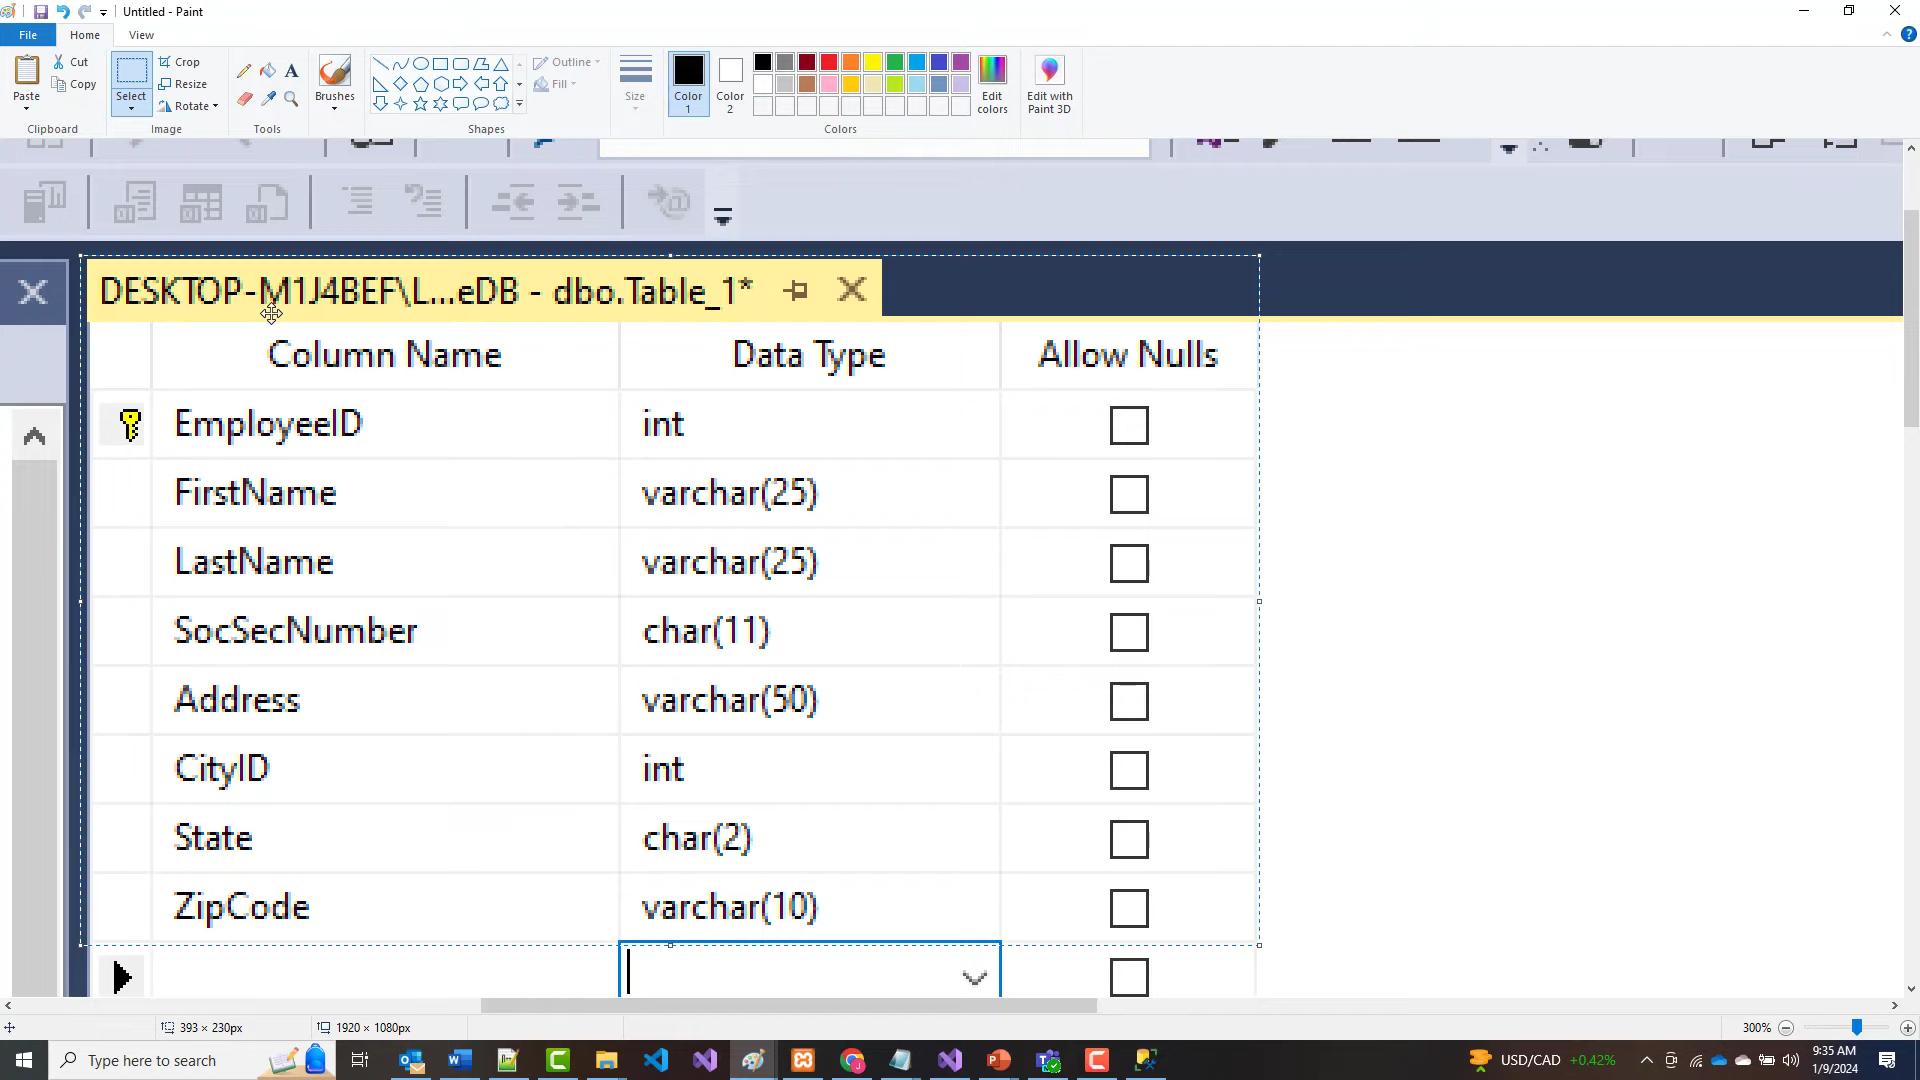 Untitled - Paint
File Home View
Paste
Cut
Copy
Clipboard
Select
Crop
Resize
Rotate
Image
A
Tools
Brushes
Outline
Fill
Shapes
Size
Color 1
Color 2
Edit colors
Colors
Edit with Paint 3D
DESKTOP-M1J4BEF\L...eDB - dbo.Table_1*
Column Name Data Type Allow Nulls
EmployeeID int
FirstName varchar(25)
LastName varchar(25)
SocSecNumber char(11)
Address varchar(50)
CityID int
State char(2)
ZipCode varchar(10)
393 × 230px 1920 × 1080px 300%
Type here to search USD/CAD +0.42% 9:35 AM
1/9/2024